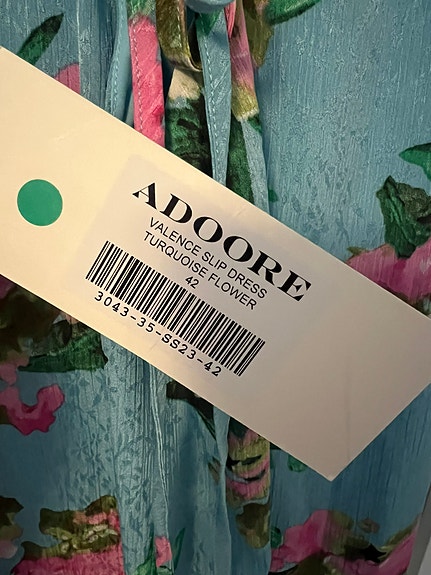 ADOORE
VALENCE SLIP DRESS
TURQUOISE FLOWER
42
3043-35-SS23-42